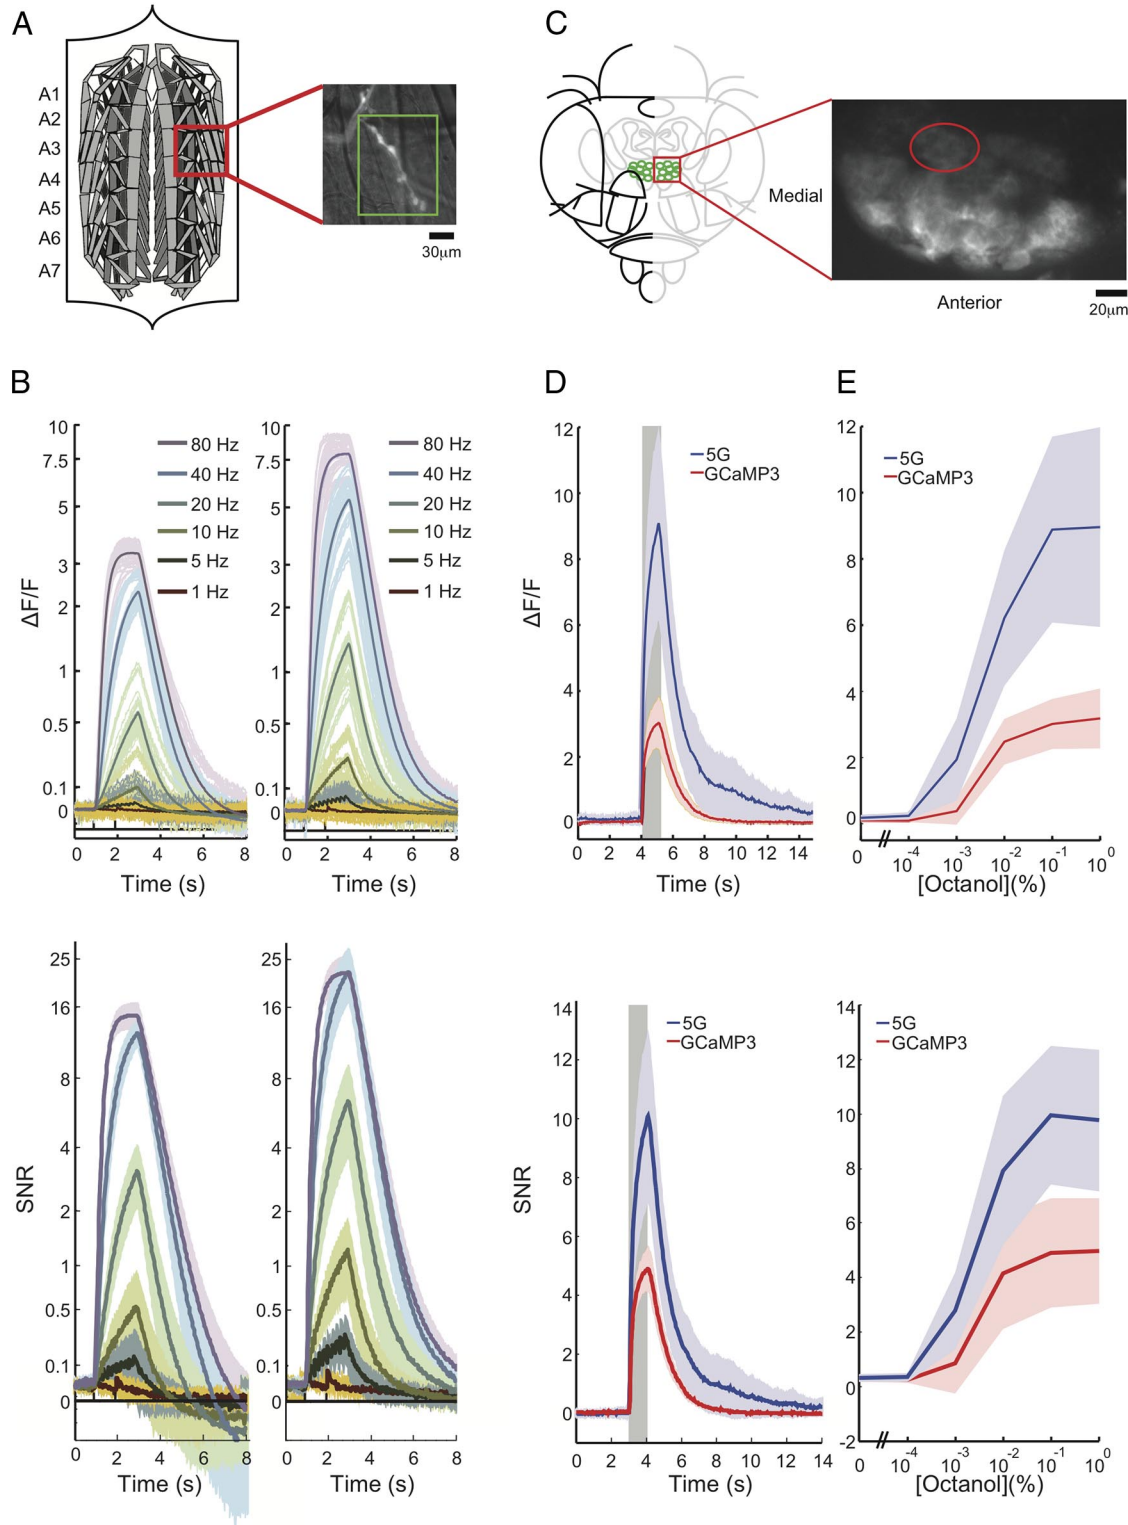 A
A1
A2
A3
A4
A5
A6
A7
30µm
C
Medial
Anterior
20µm
B
10
7.5
5
3
2
1
0.5
0.1
0
ΔF/F
80 Hz
40 Hz
20 Hz
10 Hz
5 Hz
1 Hz
0 2 4 6 8
Time (s)
10
7.5
5
3
2
1
0.5
0.1
0
80 Hz
40 Hz
20 Hz
10 Hz
5 Hz
1 Hz
0 2 4 6 8
Time (s)
D
12
10
8
6
4
2
0
ΔF/F
5G
GCaMP3
0 2 4 6 8 10 12 14
Time (s)
E
12
10
8
6
4
2
0
5G
GCaMP3
0 // 10-4 10-3 10-2 10-1 100
[Octanol](%)
25
16
8
4
2
1
0.5
0.1
0
SNR
0 2 4 6 8
Time (s)
25
16
8
4
2
1
0.5
0.1
0
0 2 4 6 8
Time (s)
14
12
10
8
6
4
2
0
SNR
5G
GCaMP3
0 2 4 6 8 10 12 14
Time (s)
14
12
10
8
6
4
2
0
-2
5G
GCaMP3
0 // 10-4 10-3 10-2 10-1 100
[Octanol](%)